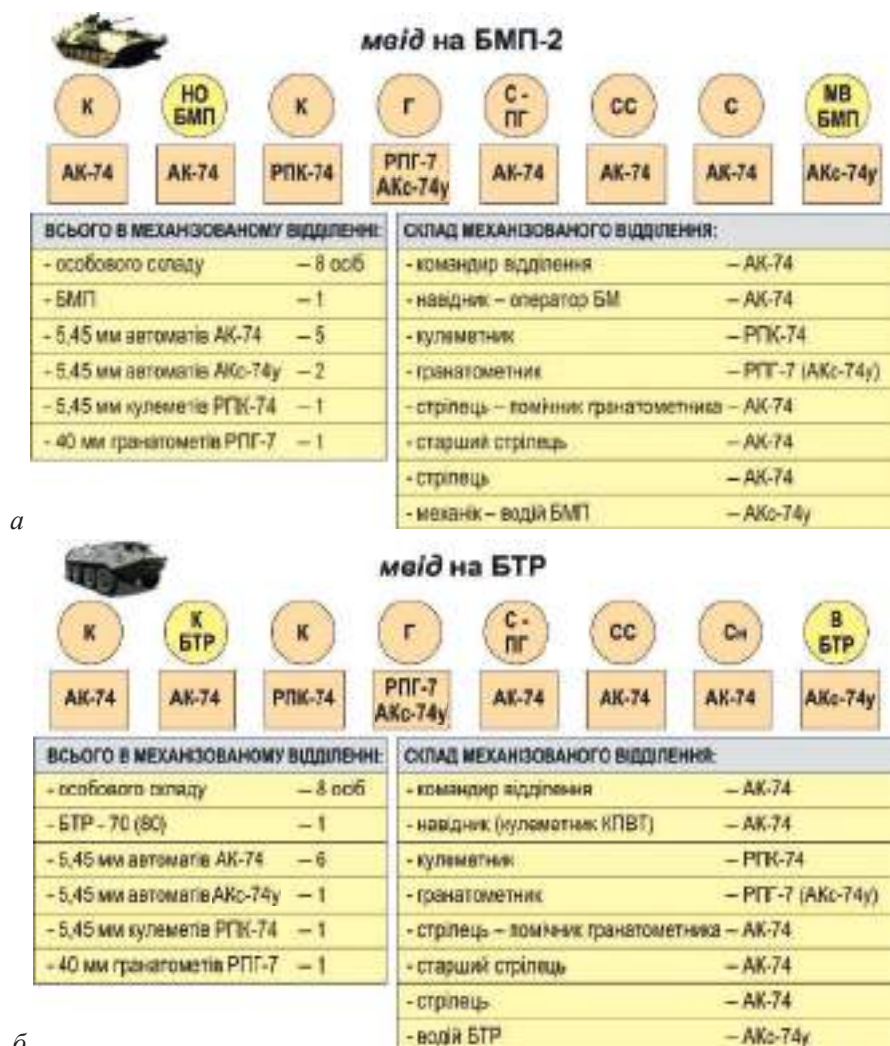 мвід на БМП-2
К НО БМП К Г С - ПГ СС С МВ БМП
АК-74 АК-74 РПК-74 РПГ-7 АКс-74у АК-74 АК-74 АК-74 АКс-74у
ВСЬОГО В МЕХАНІЗОВАНОМУ ВІДДІЛЕННІ:
- особового складу – 8 осіб
- БМП – 1
- 5,45 мм автоматів АК-74 – 5
- 5,45 мм автоматів АКс-74у – 2
- 5,45 мм кулеметів РПК-74 – 1
- 40 мм гранатометів РПГ-7 – 1
СКЛАД МЕХАНІЗОВАНОГО ВІДДІЛЕННЯ:
- командир відділення – АК-74
- навідник – оператор БМ – АК-74
- кулеметник – РПК-74
- гранатометник – РПГ-7 (АКс-74у)
- стрілець – помічник гранатометника – АК-74
- старший стрілець – АК-74
- стрілець – АК-74
- механік – водій БМП – АКс-74у
а
мвід на БТР
К К БТР К Г С - ПГ СС Сн В БТР
АК-74 АК-74 РПК-74 РПГ-7 АКс-74у АК-74 АК-74 АК-74 АКс-74у
ВСЬОГО В МЕХАНІЗОВАНОМУ ВІДДІЛЕННІ:
- особового складу – 8 осіб
- БТР - 70 (80) – 1
- 5,45 мм автоматів АК-74 – 6
- 5,45 мм автоматів АКс-74у – 1
- 5,45 мм кулеметів РПК-74 – 1
- 40 мм гранатометів РПГ-7 – 1
СКЛАД МЕХАНІЗОВАНОГО ВІДДІЛЕННЯ:
- командир відділення – АК-74
- навідник (кулеметник КПВТ) – АК-74
- кулеметник – РПК-74
- гранатометник – РПГ-7 (АКс-74у)
- стрілець – помічник гранатометника – АК-74
- старший стрілець – АК-74
- стрілець – АК-74
- водій БТР – АКс-74у
б